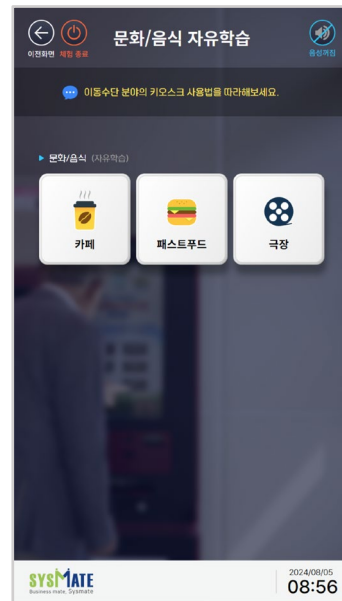 문화/음식 자유학습
이전화면 체험 종료
음성꺼짐
이동수단 분야의 키오스크 사용법을 따라해보세요.
문화/음식 (자유학습)
카페
패스트푸드
극장
SYSMATE
Business mate, Sysmate
2024/08/05
08:56